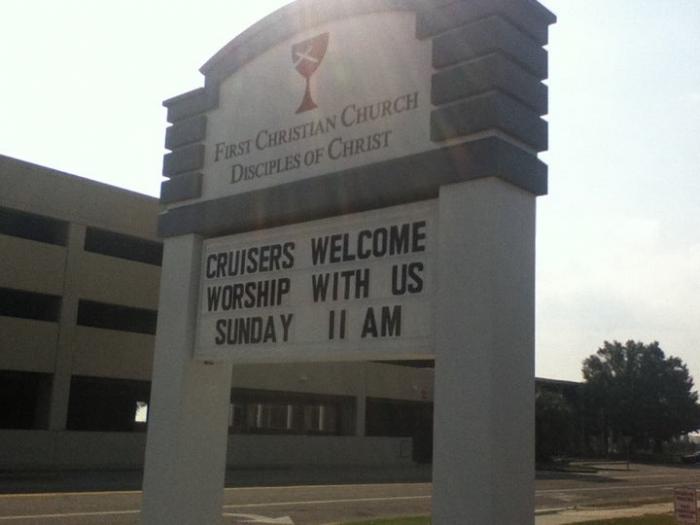 First Christian Church
Disciples of Christ
CRUISERS WELCOME
WORSHIP WITH US
SUNDAY 11 AM